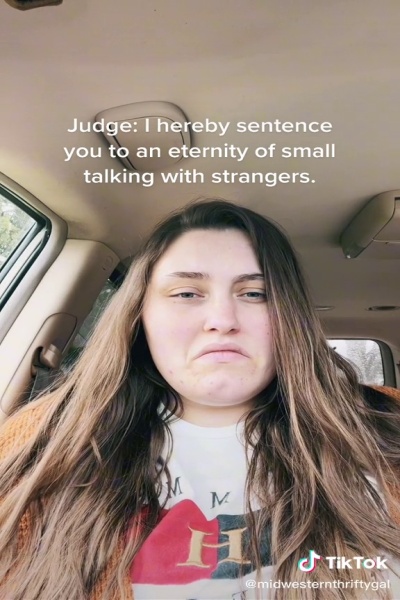 Judge: I hereby sentence
you to an eternity of small
talking with strangers.
M M
H
TikTok
@midwesternthriftygal